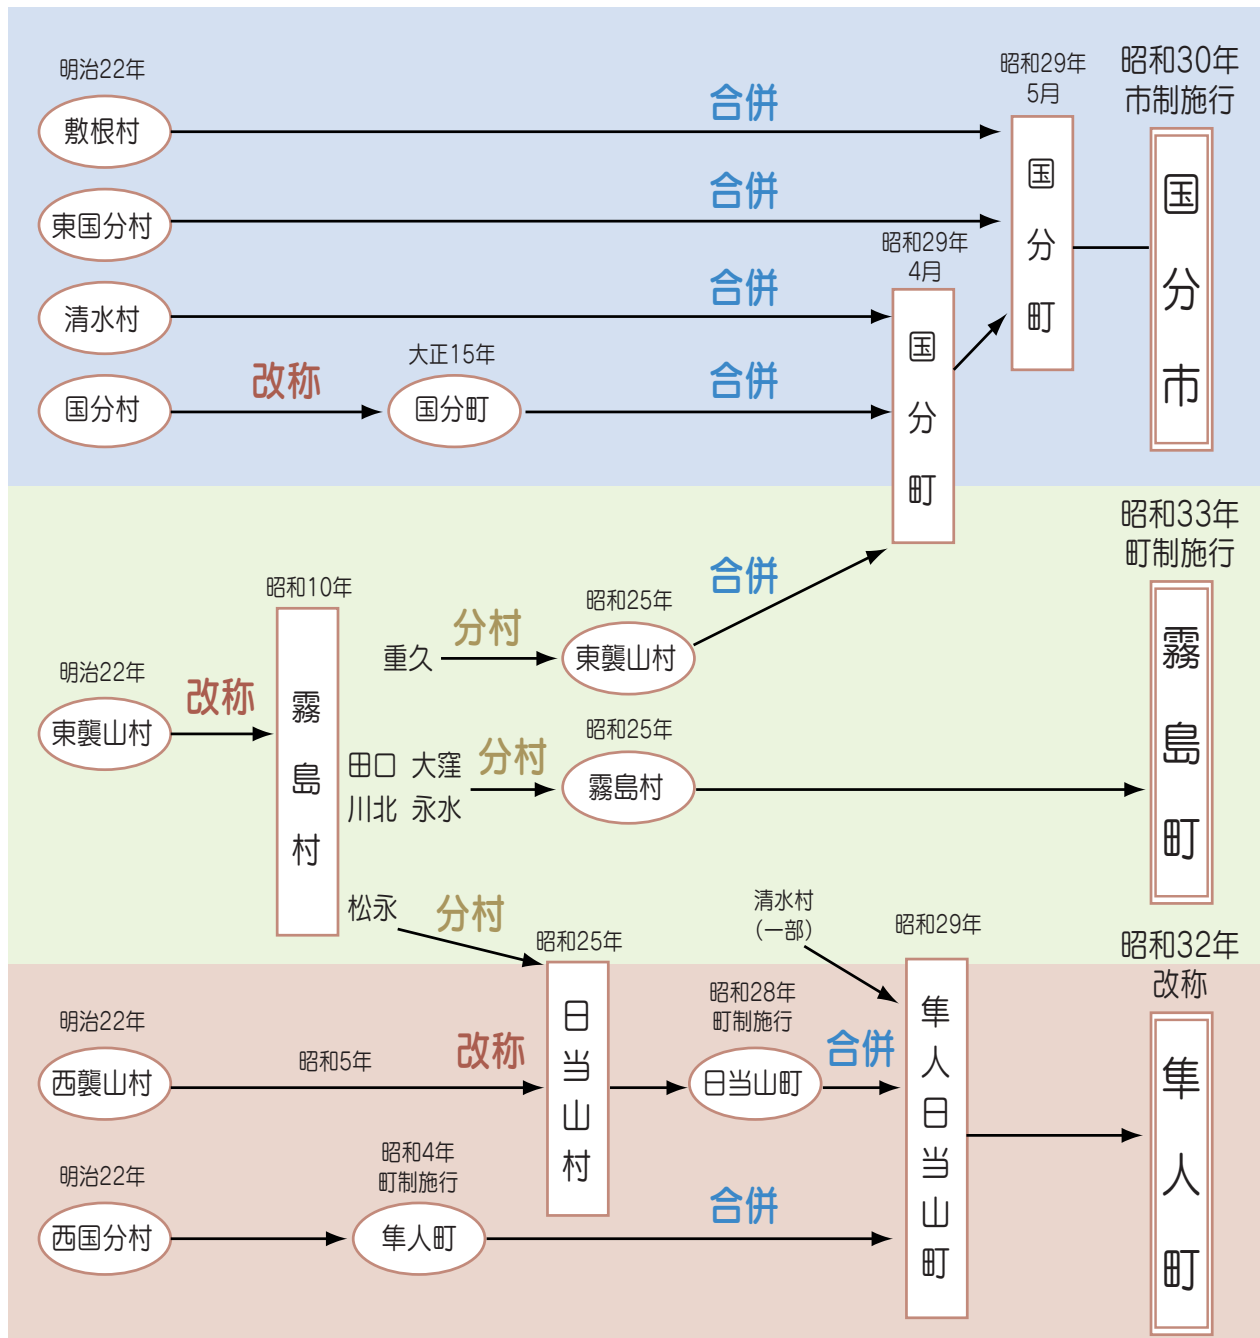 明治22年
敷根村
合併
昭和29年
5月
国分町
昭和30年
市制施行
国分市
東国分村
合併
清水村
合併
昭和29年
4月
国分町
国分村
改称
大正15年
国分町
合併
明治22年
東襲山村
改称
昭和10年
霧島村
重久
分村
昭和25年
東襲山村
合併
田口 大窪
川北 永水
分村
昭和25年
霧島村
昭和33年
町制施行
霧島町
松永
分村
明治22年
西襲山村
昭和5年
改称
昭和25年
日当山村
昭和28年
町制施行
日当山町
合併
清水村
(一部)
昭和29年
隼人日当山町
昭和32年
改称
隼人町
明治22年
西国分村
昭和4年
町制施行
隼人町
合併